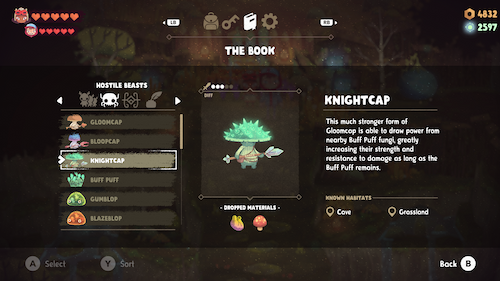 LB
RB
4832
2597
THE BOOK
HOSTILE BEASTS
GLOOMCAP
BLOOPCAP
KNIGHTCAP
BUFF PUFF
GUMBLOP
BLAZEBLOP
DIFF
- DROPPED MATERIALS -
KNIGHTCAP
This much stronger form of
Gloomcap is able to draw power from
nearby Buff Puff fungi, greatly
increasing their strength and
resistance to damage as long as the
Buff Puff remains.
KNOWN HABITATS
Cave
Grassland
A Select
Y Sort
Back B